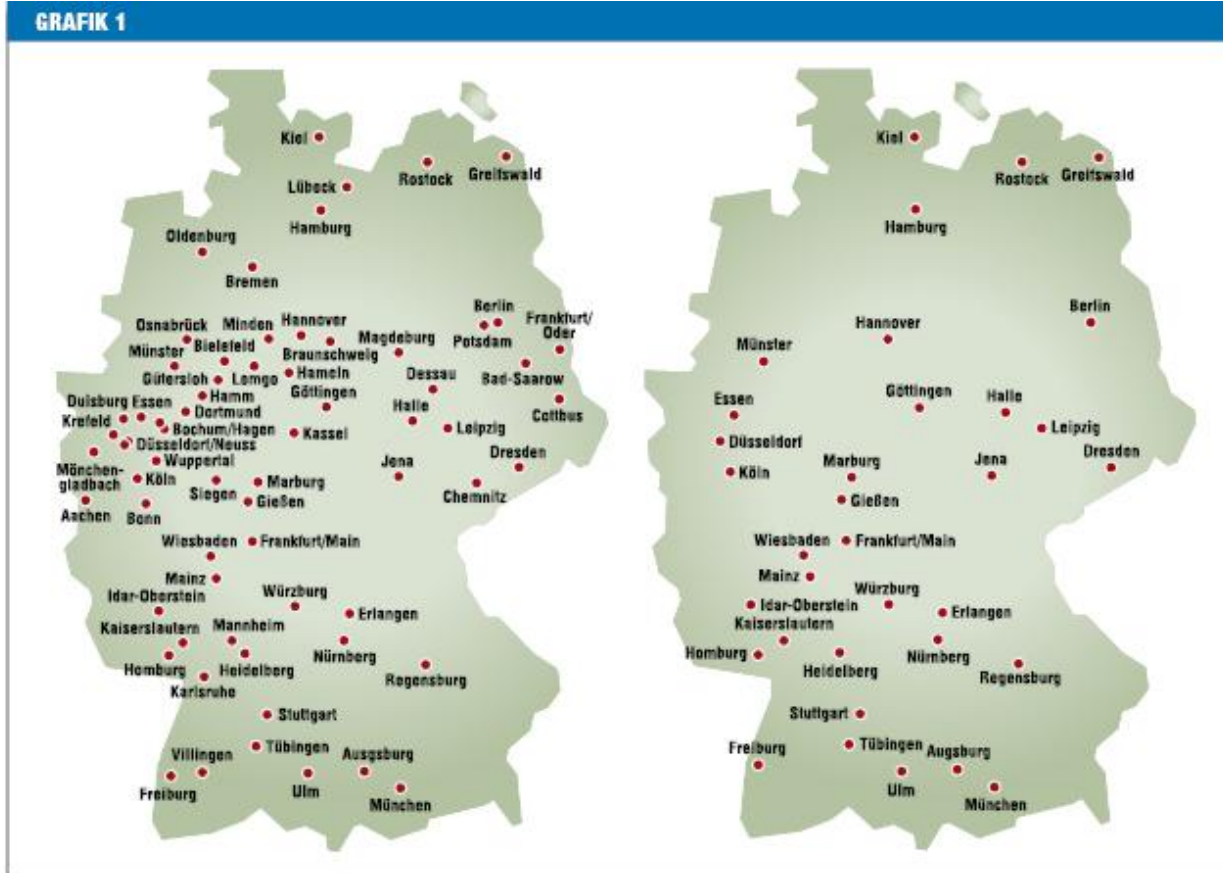 GRAFIK 1
Kiel
Lübeck
Rostock
Greifswald
Hamburg
Oldenburg
Bremen
Berlin
Frankfurt/
Oder
Osnabrück
Minden
Hannover
Magdeburg
Potsdam
Münster
Bielefeld
Braunschweig
Gütersloh
Lemgo
Hameln
Dessau
Bad-Saarow
Duisburg
Essen
Hamm
Göttingen
Halle
Cottbus
Krefeld
Dortmund
Bochum/Hagen
Kassel
Leipzig
Düsseldorf/Neuss
Wuppertal
Jena
Dresden
Mönchen-
gladbach
Köln
Siegen
Marburg
Chemnitz
Aachen
Bonn
Gießen
Wiesbaden
Frankfurt/Main
Mainz
Idar-Oberstein
Würzburg
Erlangen
Kaiserslautern
Mannheim
Nürnberg
Homburg
Heidelberg
Regensburg
Karlsruhe
Stuttgart
Villingen
Tübingen
Ausgsburg
Freiburg
Ulm
München
Kiel
Rostock
Greifswald
Hamburg
Berlin
Hannover
Münster
Göttingen
Halle
Essen
Leipzig
Düsseldorf
Köln
Marburg
Jena
Dresden
Gießen
Wiesbaden
Frankfurt/Main
Mainz
Würzburg
Idar-Oberstein
Erlangen
Kaiserslautern
Homburg
Heidelberg
Nürnberg
Regensburg
Stuttgart
Freiburg
Tübingen
Augsburg
Ulm
München